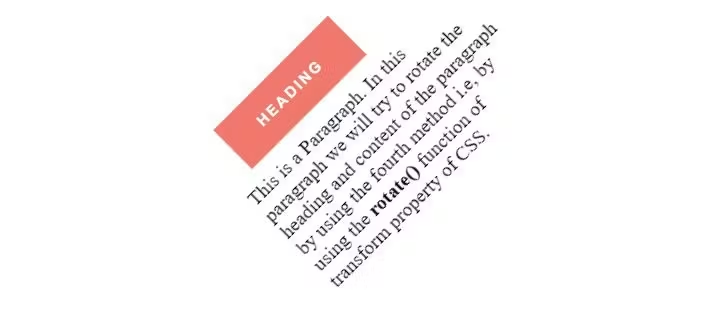 HEADING
This is a Paragraph. In this
paragraph we will try to rotate the
heading and content of the paragraph
by using the fourth method i.e, by
using the rotate() function of
transform property of CSS.